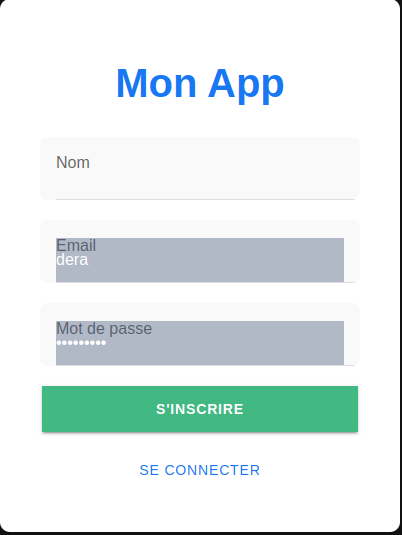 Mon App
Nom
Email
dera
Mot de passe
•••••••••
S'INSCRIRE
SE CONNECTER